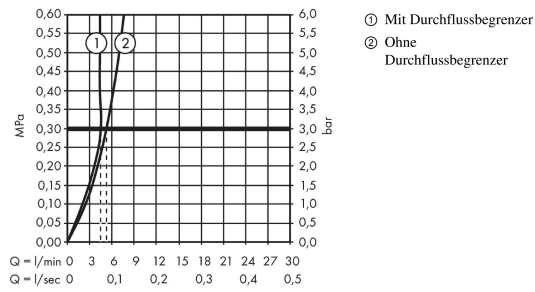 0,60 6,0
0,55 5,5
0,50 5,0
0,45 4,5
0,40 4,0
0,35 3,5
0,30 3,0
0,25 2,5
0,20 2,0
0,15 1,5
0,10 1,0
0,05 0,5
0,00 0,0
MPa
bar
1 2
Q = l/min 0 3 6 9 12 15 18 21 24 27 30
Q = l/sec 0 0,1 0,2 0,3 0,4 0,5
① Mit Durchflussbegrenzer
② Ohne
Durchflussbegrenzer